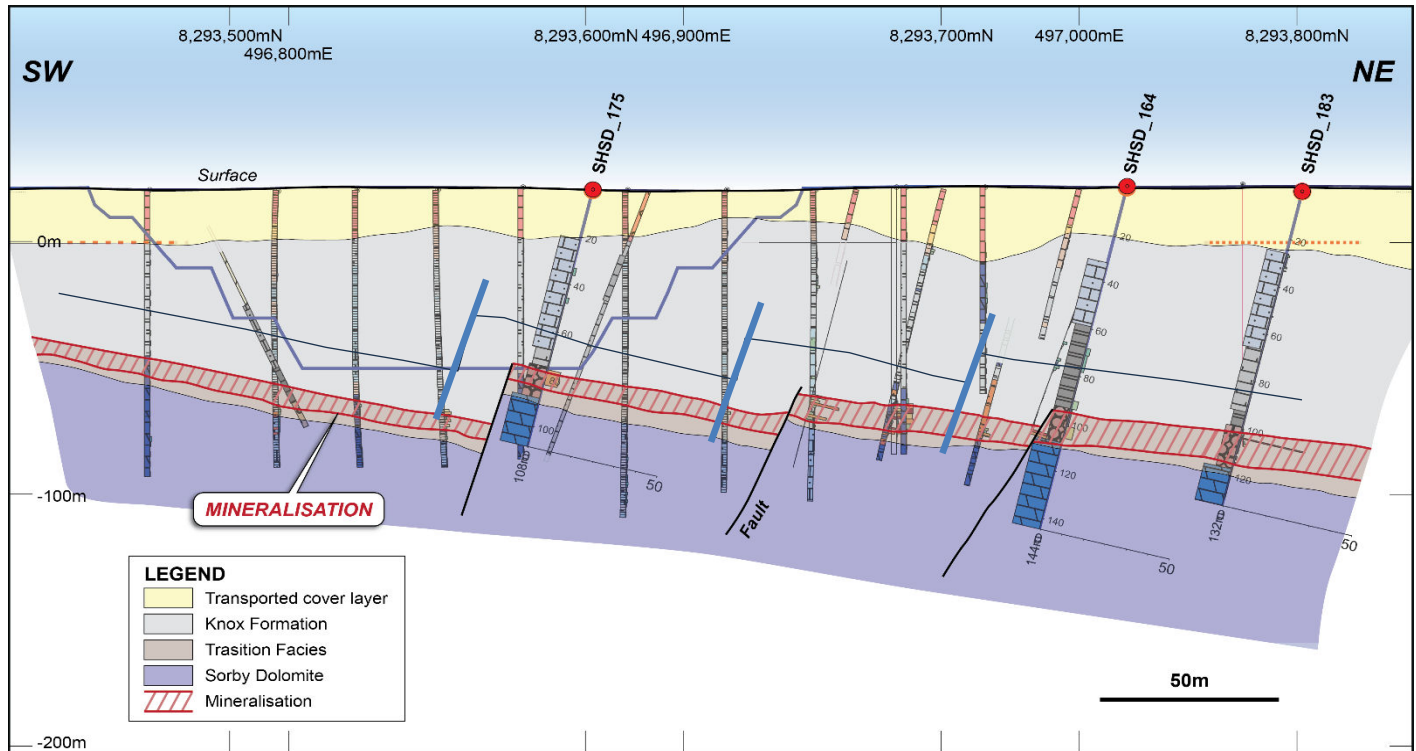 8,293,500mN
496,800mE
8,293,600mN 496,900mE
8,293,700mN
497,000mE
8,293,800mN
SW
NE
SHSD_175
SHSD_164
SHSD_183
Surface
0m
20
40
60
80
100
108m
50
20
60
80
100
120
140
144m
50
20
40
60
80
100
120
132m
50
-100m
MINERALISATION
Fault
LEGEND
Transported cover layer
Knox Formation
Trasition Facies
Sorby Dolomite
Mineralisation
50m
-200m